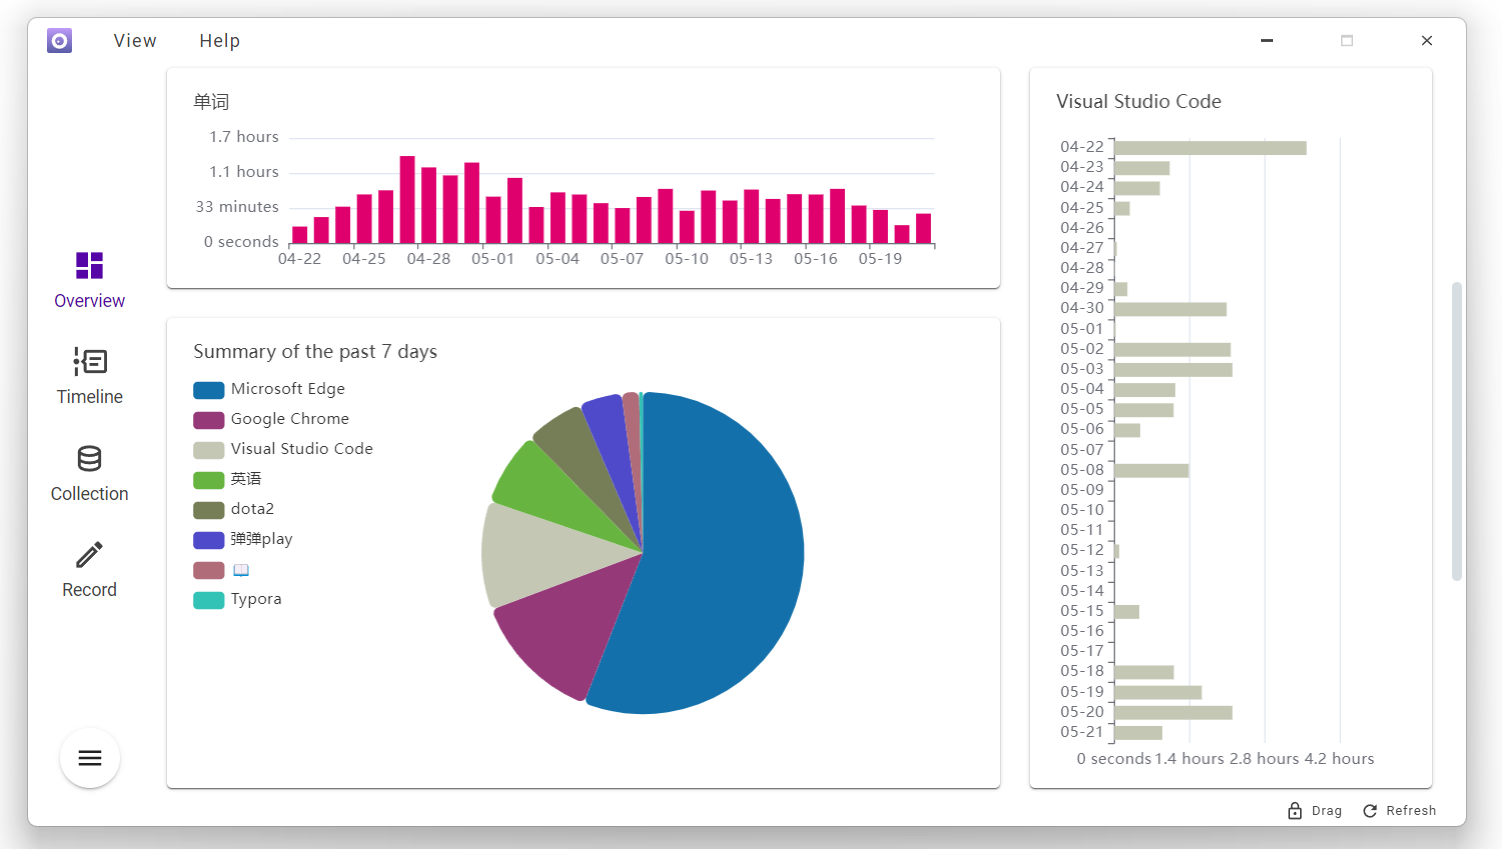 View
Help
单词
1.7 hours
1.1 hours
33 minutes
0 seconds
04-22 04-25 04-28 05-01 05-04 05-07 05-10 05-13 05-16 05-19
Overview
Timeline
Collection
Record
Summary of the past 7 days
Microsoft Edge
Google Chrome
Visual Studio Code
英语
dota2
弹弹play
📖
Typora
Visual Studio Code
04-22
04-23
04-24
04-25
04-26
04-27
04-28
04-29
04-30
05-01
05-02
05-03
05-04
05-05
05-06
05-07
05-08
05-09
05-10
05-11
05-12
05-13
05-14
05-15
05-16
05-17
05-18
05-19
05-20
05-21
0 seconds 1.4 hours 2.8 hours 4.2 hours
Drag
Refresh